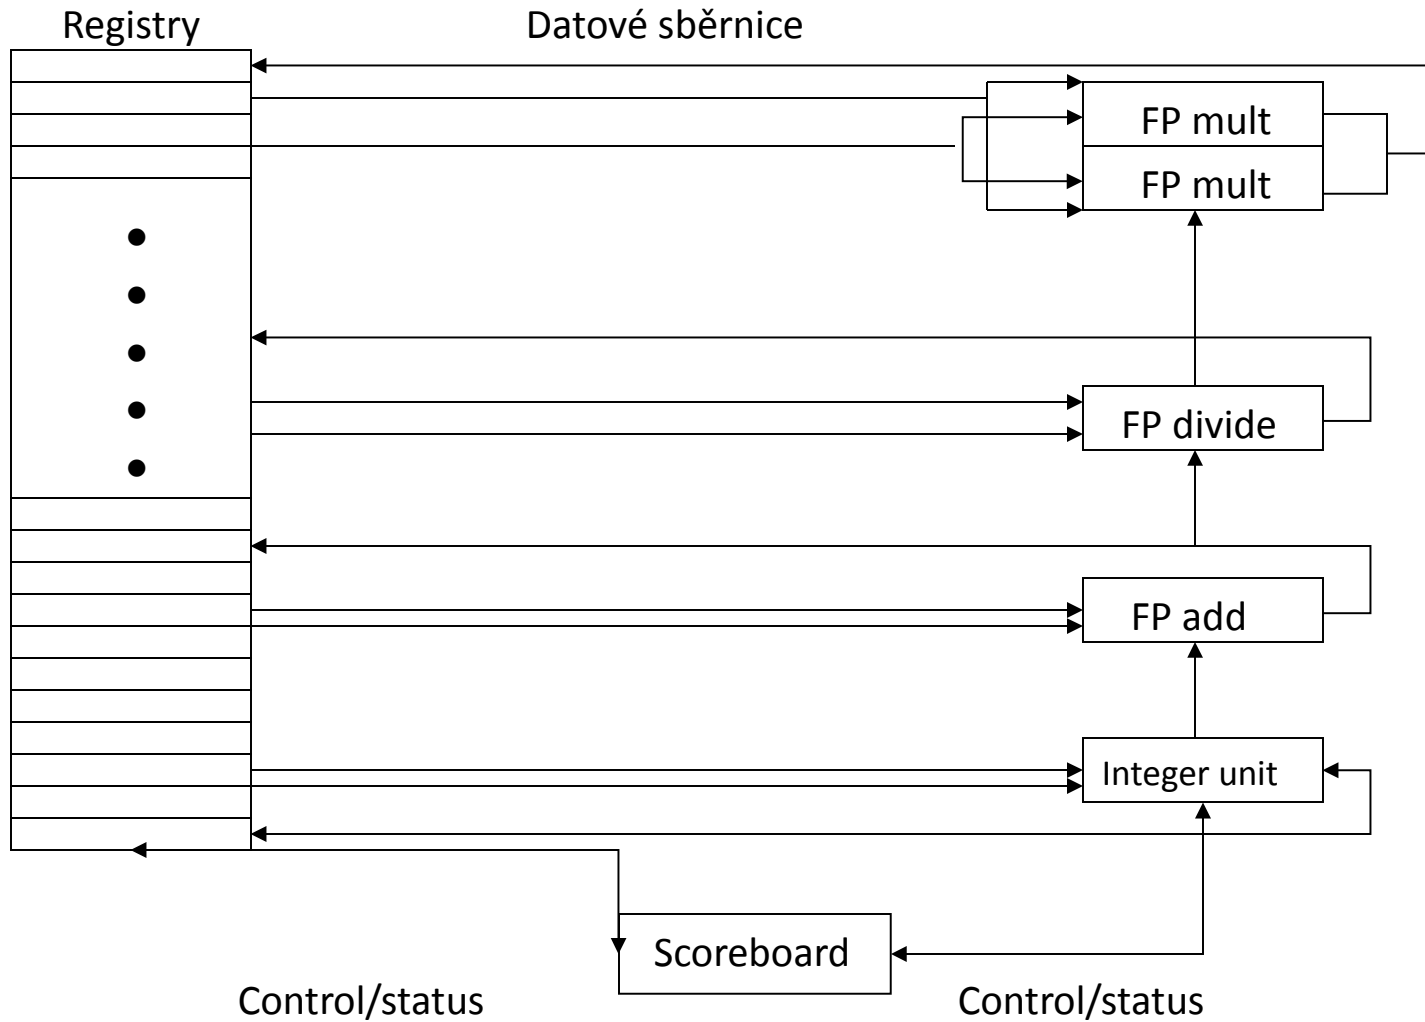 Registry
Datové sběrnice
FP mult
FP mult
FP divide
FP add
Integer unit
Scoreboard
Control/status
Control/status